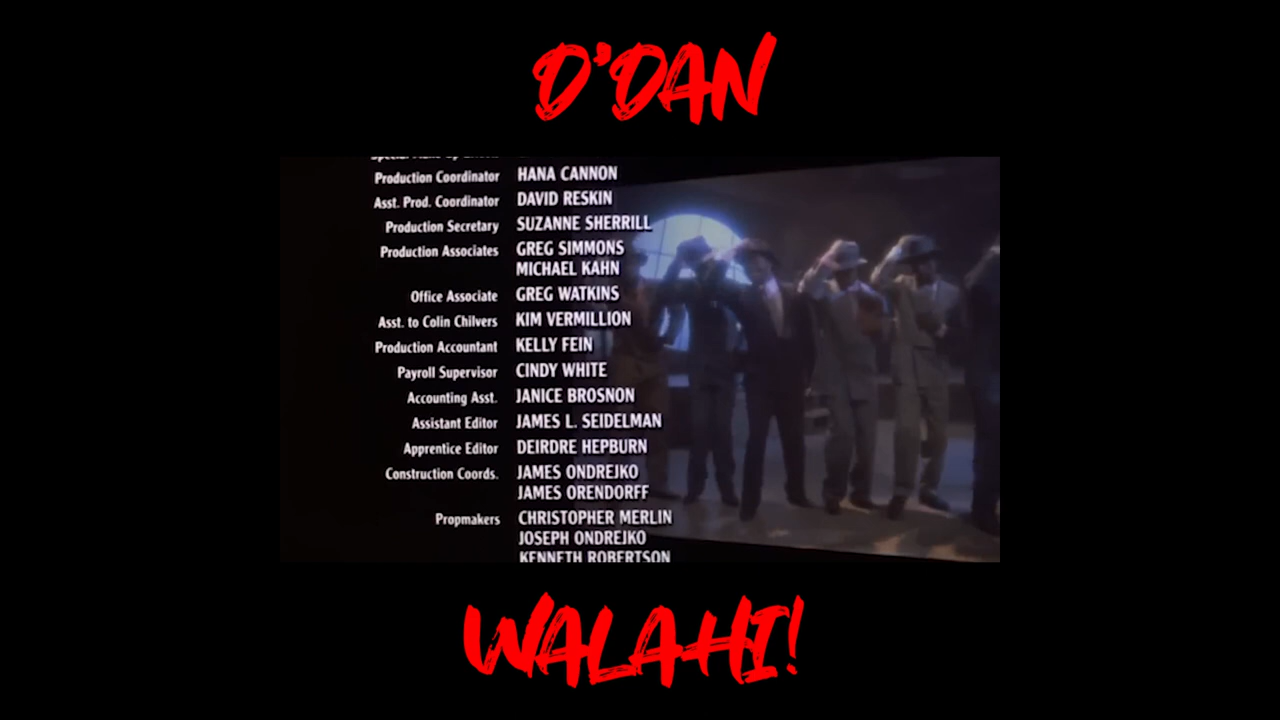 D'DAN
Production Coordinator HANA CANNON
Asst. Prod. Coordinator DAVID RESKIN
Production Secretary SUZANNE SHERRILL
Production Associates GREG SIMMONS
MICHAEL KAHN
Office Associate GREG WATKINS
Asst. to Colin Chilvers KIM VERMILLION
Production Accountant KELLY FEIN
Payroll Supervisor CINDY WHITE
Accounting Asst. JANICE BROSNON
Assistant Editor JAMES L. SEIDELMAN
Apprentice Editor DEIRDRE HEPBURN
Construction Coords. JAMES ONDREJKO
JAMES ORENDORFF
Propmakers CHRISTOPHER MERLIN
JOSEPH ONDREJKO
KENNETH ROBERTSON
WALAHI!